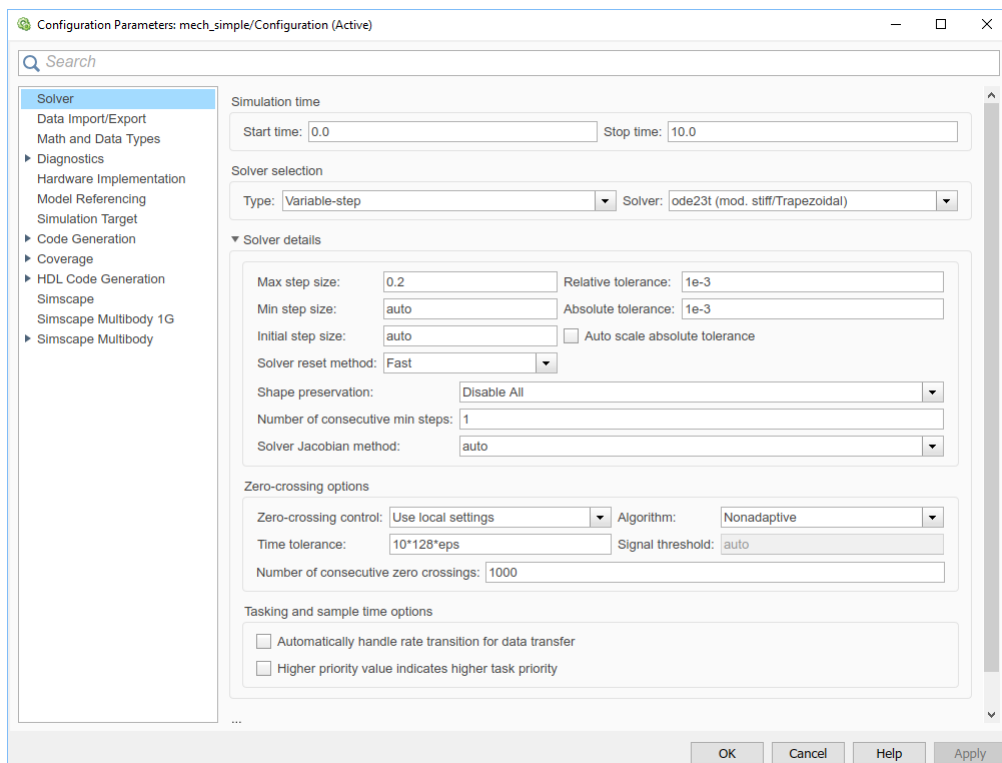 Configuration Parameters: mech_simple/Configuration (Active)
Search
Solver
Data Import/Export
Math and Data Types
Diagnostics
Hardware Implementation
Model Referencing
Simulation Target
Code Generation
Coverage
HDL Code Generation
Simscape
Simscape Multibody 1G
Simscape Multibody
Simulation time
Start time: 0.0 Stop time: 10.0
Solver selection
Type: Variable-step Solver: ode23t (mod. stiff/Trapezoidal)
Solver details
Max step size: 0.2 Relative tolerance: 1e-3
Min step size: auto Absolute tolerance: 1e-3
Initial step size: auto Auto scale absolute tolerance
Solver reset method: Fast
Shape preservation: Disable All
Number of consecutive min steps: 1
Solver Jacobian method: auto
Zero-crossing options
Zero-crossing control: Use local settings Algorithm: Nonadaptive
Time tolerance: 10*128*eps Signal threshold: auto
Number of consecutive zero crossings: 1000
Tasking and sample time options
Automatically handle rate transition for data transfer
Higher priority value indicates higher task priority
...
OK Cancel Help Apply